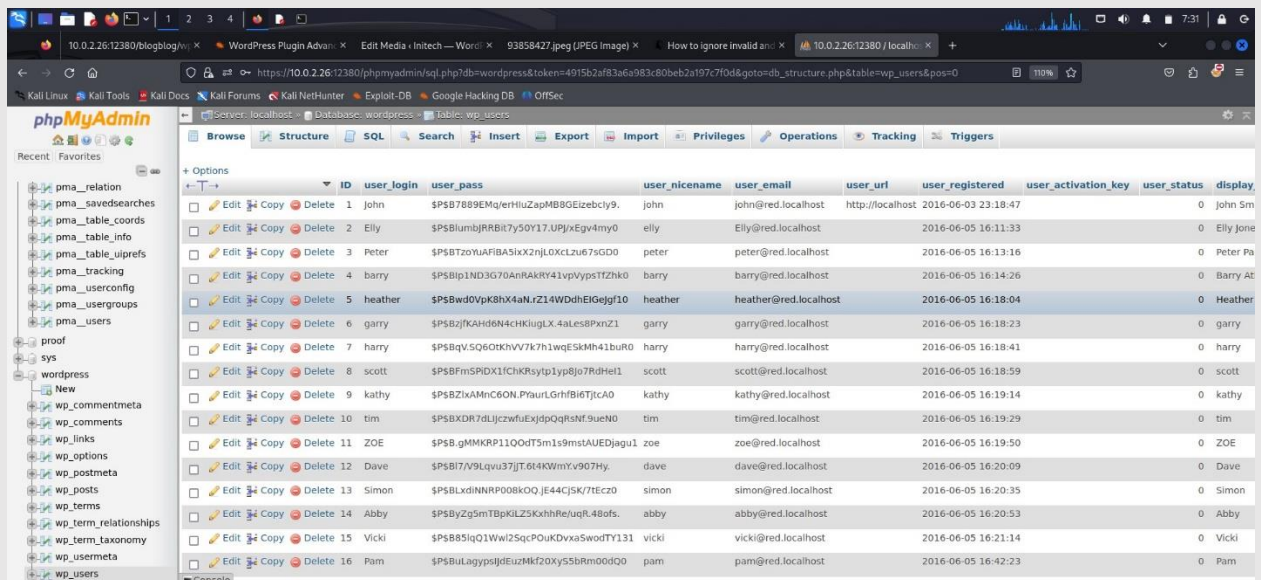 1 2 3 4 7:31
10.0.2.26:12380/blogblog/w × WordPress Plugin Advanc × Edit Media ‹ Initech — Word × 93858427.jpeg (JPEG Image) × How to ignore invalid and × 10.0.2.26:12380 / localhos × +
https://10.0.2.26:12380/phpmyadmin/sql.php?db=wordpress&token=4915b2af83a6a983c80beb2a197c7f0d&goto=db_structure.php&table=wp_users&pos=0 110%
Kali Linux Kali Tools Kali Docs Kali Forums Kali NetHunter Exploit-DB Google Hacking DB OffSec
phpMyAdmin
Recent Favorites
pma__relation
pma__savedsearches
pma__table_coords
pma__table_info
pma__table_uiprefs
pma__tracking
pma__userconfig
pma__usergroups
pma__users
proof
sys
wordpress
New
wp_commentmeta
wp_comments
wp_links
wp_options
wp_postmeta
wp_posts
wp_terms
wp_term_relationships
wp_term_taxonomy
wp_usermeta
wp_users
Server: localhost » Database: wordpress » Table: wp_users
Browse Structure SQL Search Insert Export Import Privileges Operations Tracking Triggers
+ Options
←T→ ID user_login user_pass user_nicename user_email user_url user_registered user_activation_key user_status display_
Edit Copy Delete 1 John $P$B7889EMq/erHIuZapMB8GEizebcIy9. john john@red.localhost http://localhost 2016-06-03 23:18:47 0 John Sm
Edit Copy Delete 2 Elly $P$BlumbJRRBit7y50Y17.UPJ/xEgv4my0 elly Elly@red.localhost 2016-06-05 16:11:33 0 Elly Jone
Edit Copy Delete 3 Peter $P$BTzoYuAFiBA5ixX2njL0XcLzu67sGD0 peter peter@red.localhost 2016-06-05 16:13:16 0 Peter Pa
Edit Copy Delete 4 barry $P$BIp1ND3G70AnRAkRY41vpVypsTfZhk0 barry barry@red.localhost 2016-06-05 16:14:26 0 Barry At
Edit Copy Delete 5 heather $P$Bwd0VpK8hX4aN.rZ14WDdhEIGeJgf10 heather heather@red.localhost 2016-06-05 16:18:04 0 Heather
Edit Copy Delete 6 garry $P$BzjfKAHd6N4cHKiugLX.4aLes8PxnZ1 garry garry@red.localhost 2016-06-05 16:18:23 0 garry
Edit Copy Delete 7 harry $P$BqV.SQ6OtKhVV7k7h1wqESkMh41buR0 harry harry@red.localhost 2016-06-05 16:18:41 0 harry
Edit Copy Delete 8 scott $P$BFmSPiDX1fChKRsytp1yp8Jo7RdHeI1 scott scott@red.localhost 2016-06-05 16:18:59 0 scott
Edit Copy Delete 9 kathy $P$BZlxAMnC6ON.PYaurLGrhfBi6TjtcA0 kathy kathy@red.localhost 2016-06-05 16:19:14 0 kathy
Edit Copy Delete 10 tim $P$BXDR7dLIJczwfuExJdpQqRsNf.9ueN0 tim tim@red.localhost 2016-06-05 16:19:29 0 tim
Edit Copy Delete 11 ZOE $P$B.gMMKRP11QOdT5m1s9mstAUEDjagu1 zoe zoe@red.localhost 2016-06-05 16:19:50 0 ZOE
Edit Copy Delete 12 Dave $P$Bl7/V9Lqvu37jJT.6t4KWmY.v907Hy. dave dave@red.localhost 2016-06-05 16:20:09 0 Dave
Edit Copy Delete 13 Simon $P$BLxdiNNRP008kOQ.jE44CjSK/7tEcz0 simon simon@red.localhost 2016-06-05 16:20:35 0 Simon
Edit Copy Delete 14 Abby $P$ByZg5mTBpKiLZ5KxhhRe/uqR.48ofs. abby abby@red.localhost 2016-06-05 16:20:53 0 Abby
Edit Copy Delete 15 Vicki $P$B85lqQ1Wwl2SqcPOuKDvxaSwodTY131 vicki vicki@red.localhost 2016-06-05 16:21:14 0 Vicki
Edit Copy Delete 16 Pam $P$BuLagypsIJdEuzMkf20XyS5bRm00dQ0 pam pam@red.localhost 2016-06-05 16:42:23 0 Pam
Console